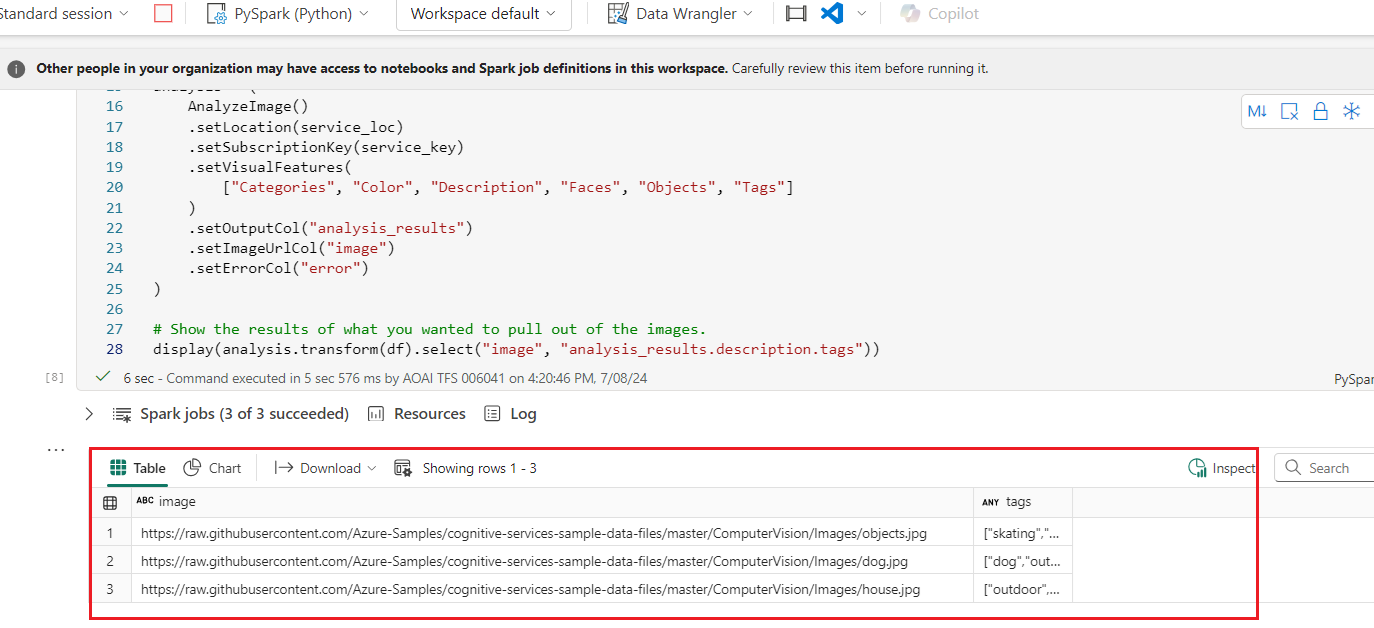 Standard session PySpark (Python) Workspace default Data Wrangler Copilot
Other people in your organization may have access to notebooks and Spark job definitions in this workspace. Carefully review this item before running it.
16 AnalyzeImage()
17 .setLocation(service_loc)
18 .setSubscriptionKey(service_key)
19 .setVisualFeatures(
20 ["Categories", "Color", "Description", "Faces", "Objects", "Tags"]
21 )
22 .setOutputCol("analysis_results")
23 .setImageUrlCol("image")
24 .setErrorCol("error")
25 )
26
27 # Show the results of what you wanted to pull out of the images.
28 display(analysis.transform(df).select("image", "analysis_results.description.tags"))
[8] 6 sec - Command executed in 5 sec 576 ms by AOAI TFS 006041 on 4:20:46 PM, 7/08/24 PySpar
Spark jobs (3 of 3 succeeded) Resources Log
Table Chart Download Showing rows 1 - 3 Inspect Search
ABC image ANY tags
1 https://raw.githubusercontent.com/Azure-Samples/cognitive-services-sample-data-files/master/ComputerVision/Images/objects.jpg ["skating","...
2 https://raw.githubusercontent.com/Azure-Samples/cognitive-services-sample-data-files/master/ComputerVision/Images/dog.jpg ["dog","out...
3 https://raw.githubusercontent.com/Azure-Samples/cognitive-services-sample-data-files/master/ComputerVision/Images/house.jpg ["outdoor",...